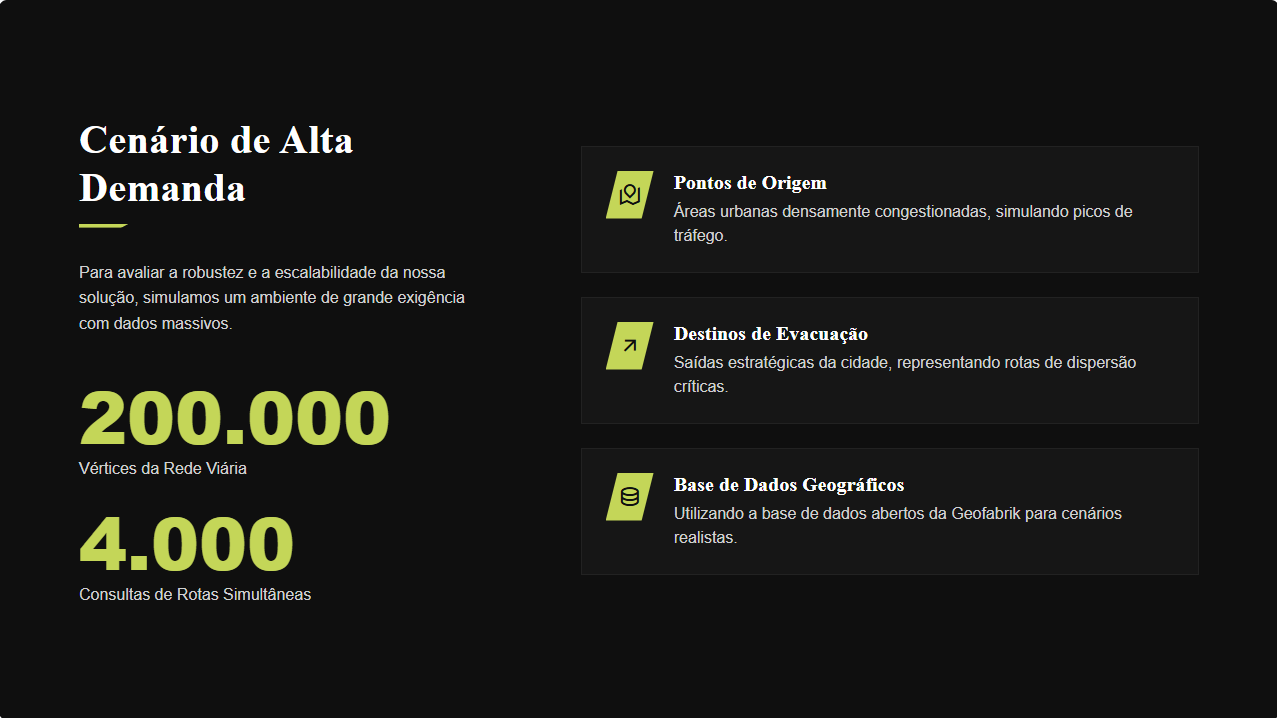 Cenário de Alta
Demanda
Para avaliar a robustez e a escalabilidade da nossa
solução, simulamos um ambiente de grande exigência
com dados massivos.
200.000
Vértices da Rede Viária
4.000
Consultas de Rotas Simultâneas
Pontos de Origem
Áreas urbanas densamente congestionadas, simulando picos de
tráfego.
Destinos de Evacuação
Saídas estratégicas da cidade, representando rotas de dispersão
críticas.
Base de Dados Geográficos
Utilizando a base de dados abertos da Geofabrik para cenários
realistas.